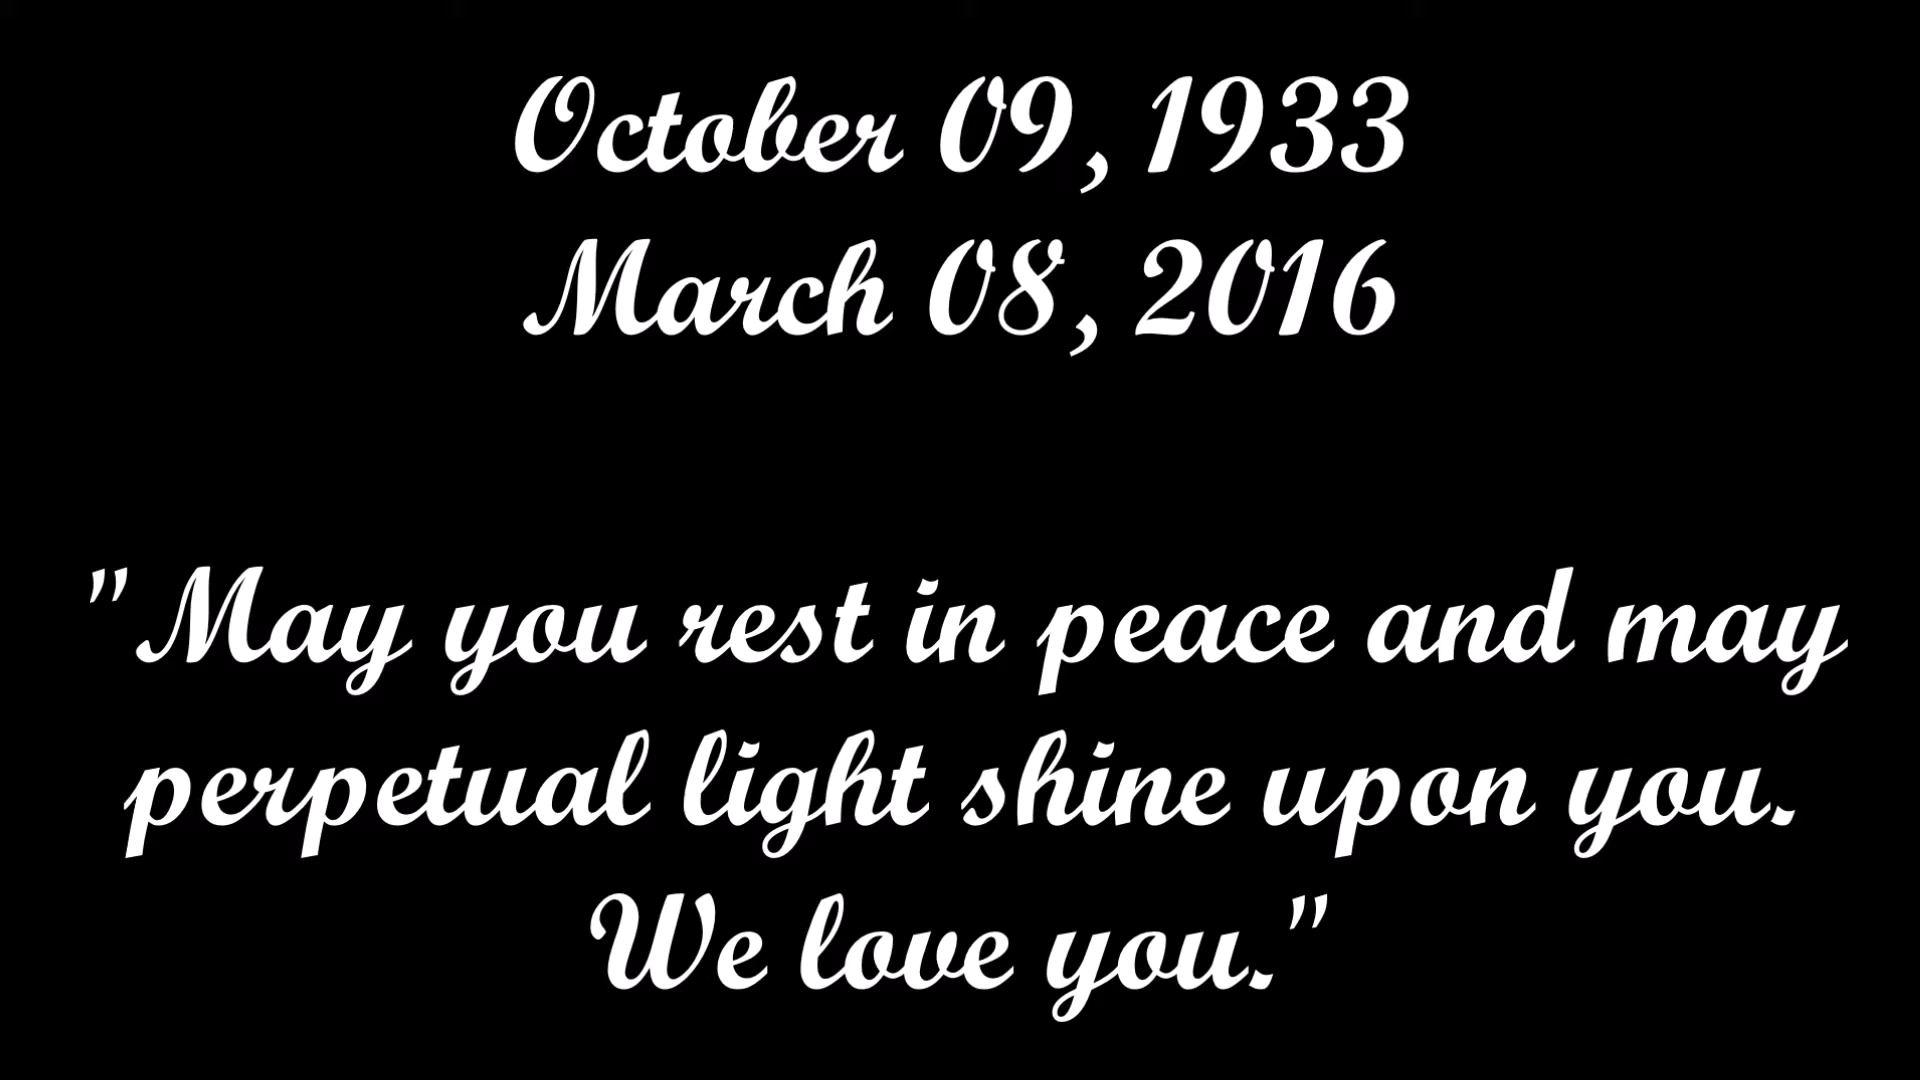 October 09, 1933
March 08, 2016
"May you rest in peace and may
perpetual light shine upon you.
We love you."